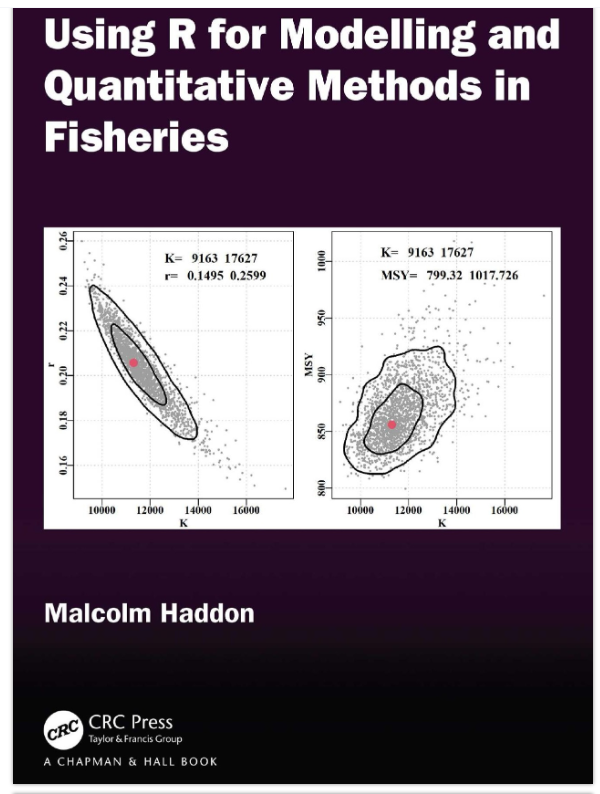 Using R for Modelling and
Quantitative Methods in
Fisheries
K= 9163 17627
r= 0.1495 0.2599
0.26
0.24
0.22
0.20
0.18
0.16
r
10000 12000 14000 16000
K
K= 9163 17627
MSY= 799.32 1017.726
1000
950
900
850
800
MSY
10000 12000 14000 16000
K
Malcolm Haddon
CRC
CRC Press
Taylor & Francis Group
A CHAPMAN & HALL BOOK